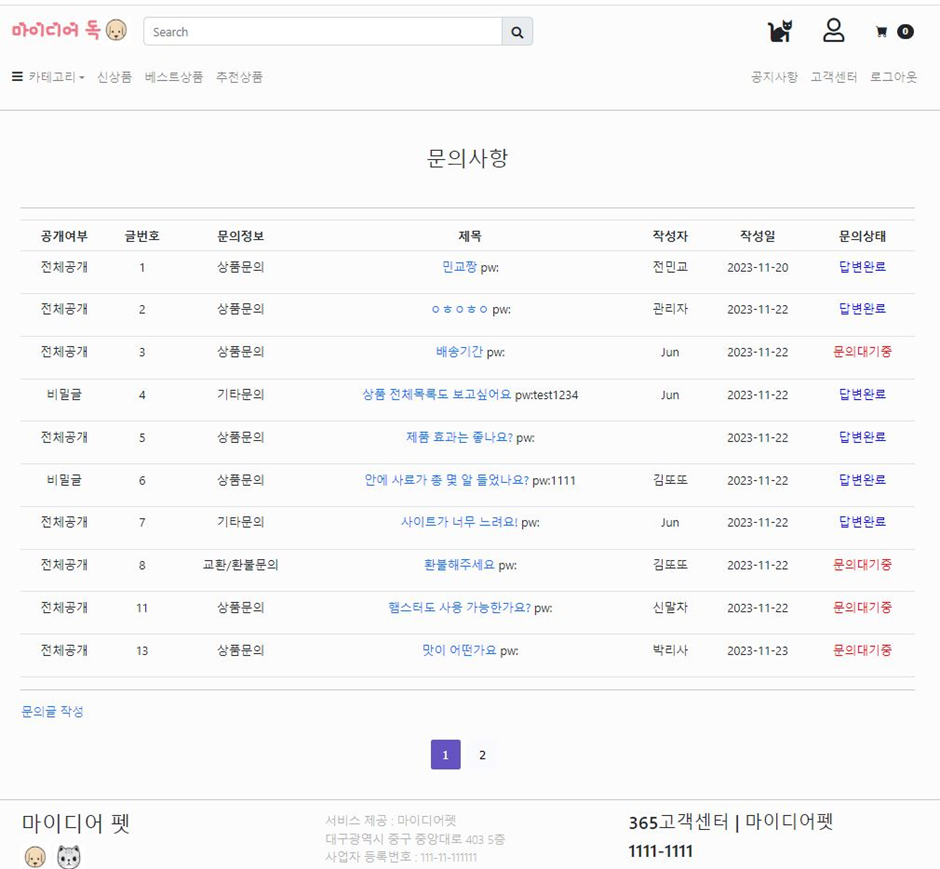 마이디어 독
Search
0
카테고리 신상품 베스트상품 추천상품
공지사항 고객센터 로그아웃
문의사항
공개여부 글번호 문의정보 제목 작성자 작성일 문의상태
전체공개 1 상품문의 민교짱 pw: 전민교 2023-11-20 답변완료
전체공개 2 상품문의 ㅇㅎㅇㅎㅇ pw: 관리자 2023-11-22 답변완료
전체공개 3 상품문의 배송기간 pw: Jun 2023-11-22 문의대기중
비밀글 4 기타문의 상품 전체목록도 보고싶어요 pw:test1234 Jun 2023-11-22 답변완료
전체공개 5 상품문의 제품 효과는 좋나요? pw: 2023-11-22 답변완료
비밀글 6 상품문의 안에 사료가 총 몇 알 들었나요? pw:1111 김또또 2023-11-22 답변완료
전체공개 7 기타문의 사이트가 너무 느려요! pw: Jun 2023-11-22 답변완료
전체공개 8 교환/환불문의 환불해주세요 pw: 김또또 2023-11-22 문의대기중
전체공개 11 상품문의 햄스터도 사용 가능한가요? pw: 신말자 2023-11-22 문의대기중
전체공개 13 상품문의 맛이 어떤가요 pw: 박리사 2023-11-23 문의대기중
문의글 작성
1 2
마이디어 펫
서비스 제공 : 마이디어펫
대구광역시 중구 중앙대로 403 5층
사업자 등록번호 : 111-11-111111
365고객센터 | 마이디어펫
1111-1111